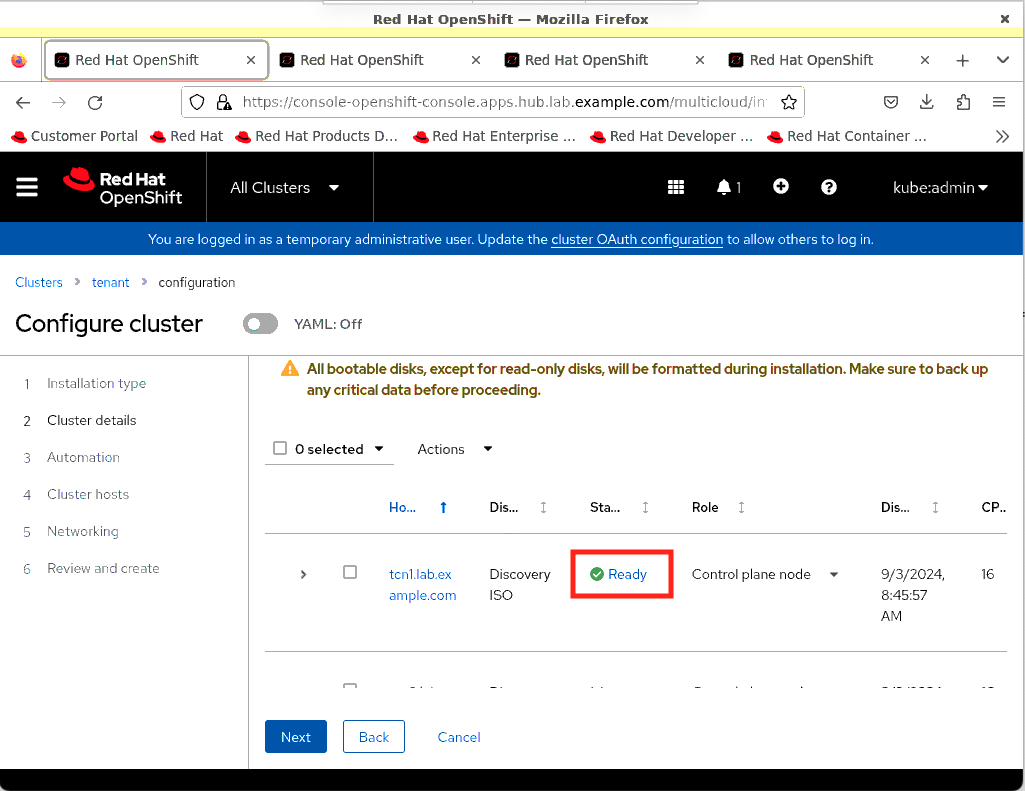 Red Hat OpenShift — Mozilla Firefox
Red Hat OpenShift
Red Hat OpenShift
Red Hat OpenShift
Red Hat OpenShift
https://console-openshift-console.apps.hub.lab.example.com/multicloud/in
Customer Portal
Red Hat
Red Hat Products D...
Red Hat Enterprise ...
Red Hat Developer ...
Red Hat Container ...
Red Hat
OpenShift
All Clusters
1
kube:admin
You are logged in as a temporary administrative user. Update the cluster OAuth configuration to allow others to log in.
Clusters > tenant > configuration
Configure cluster
YAML: Off
1 Installation type
2 Cluster details
3 Automation
4 Cluster hosts
5 Networking
6 Review and create
All bootable disks, except for read-only disks, will be formatted during installation. Make sure to back up
any critical data before proceeding.
0 selected
Actions
Ho...
Dis...
Sta...
Role
Dis...
CP..
tcn1.lab.ex
ample.com
Discovery
ISO
Ready
Control plane node
9/3/2024,
8:45:57
AM
16
Next
Back
Cancel